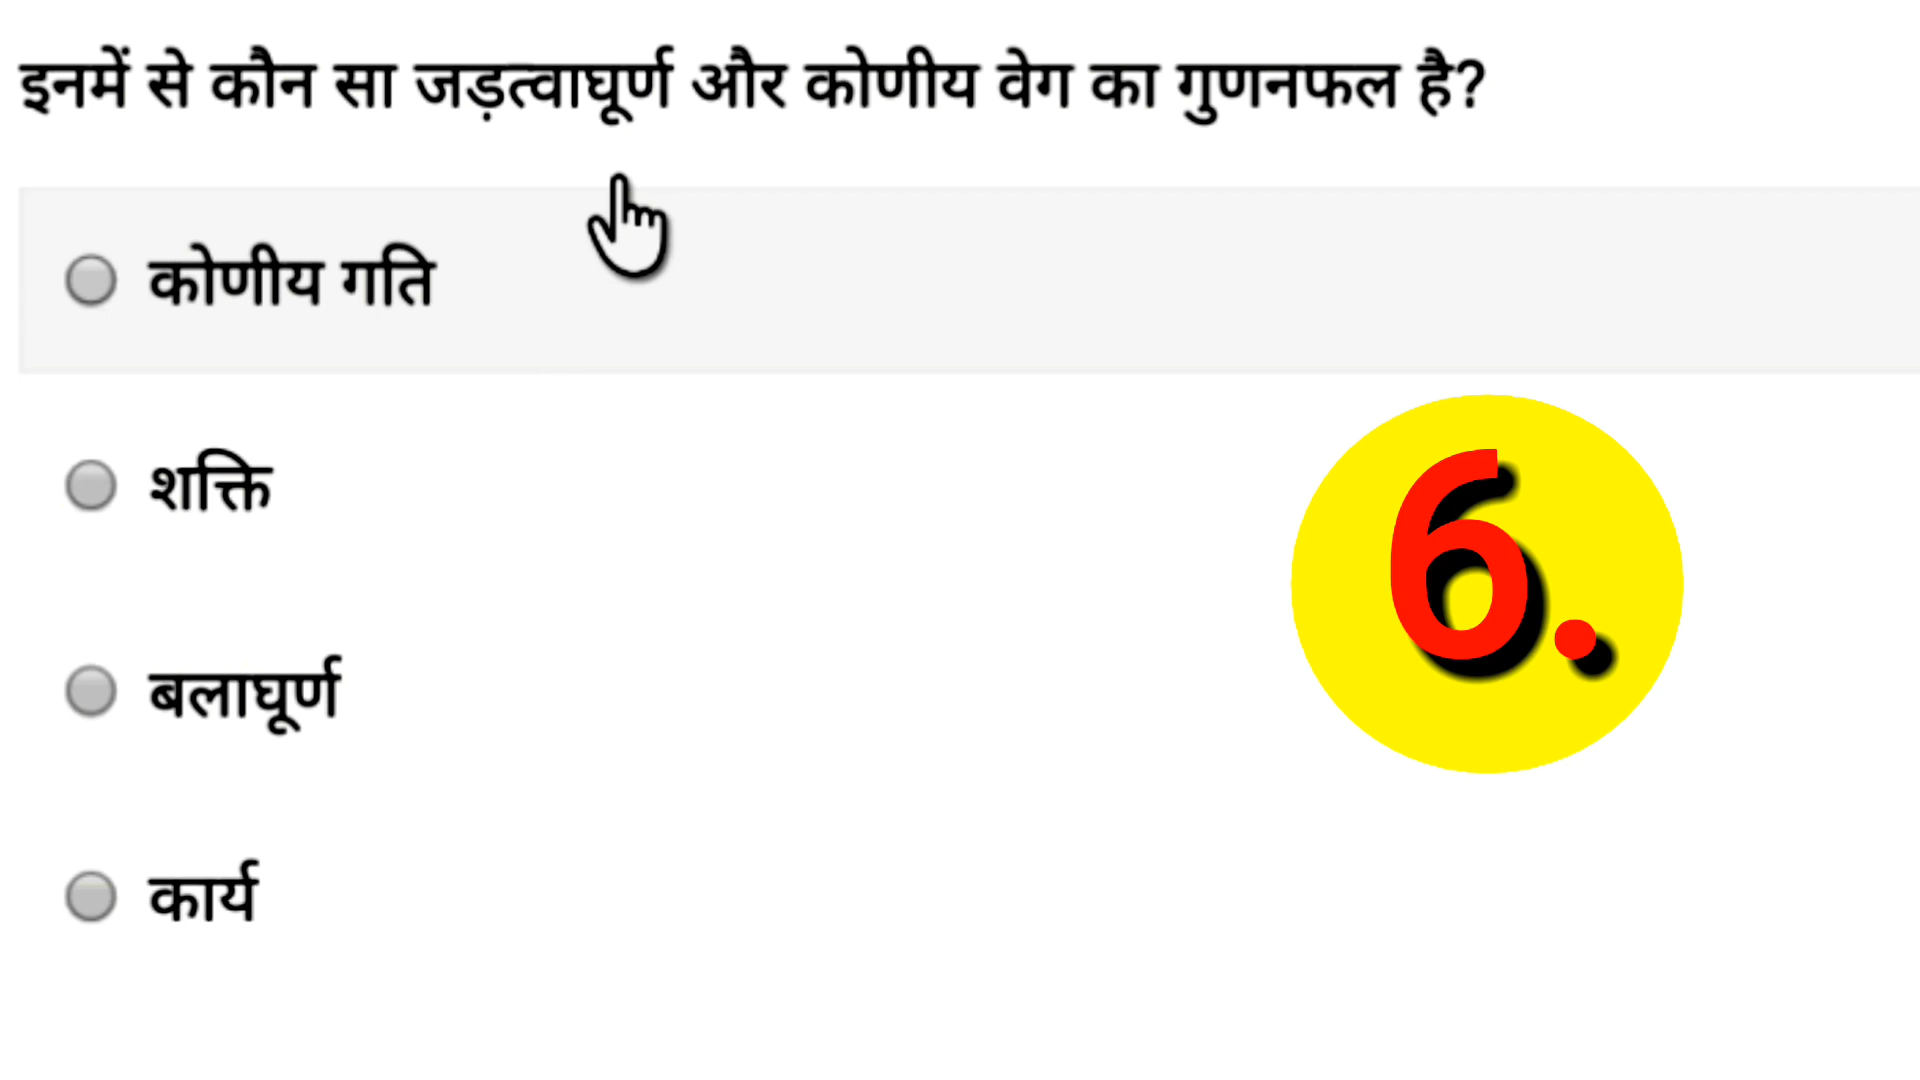 इनमें से कौन सा जड़त्वाघूर्ण और कोणीय वेग का गुणनफल है?
कोणीय गति
शक्ति
6.
बलाघूर्ण
कार्य